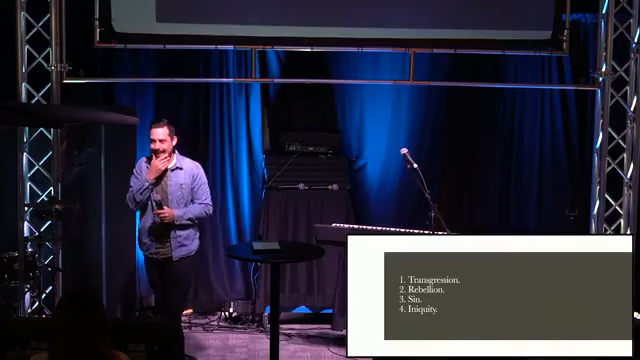 1. Transgression.
2. Rebellion.
3. Sin.
4. Iniquity.